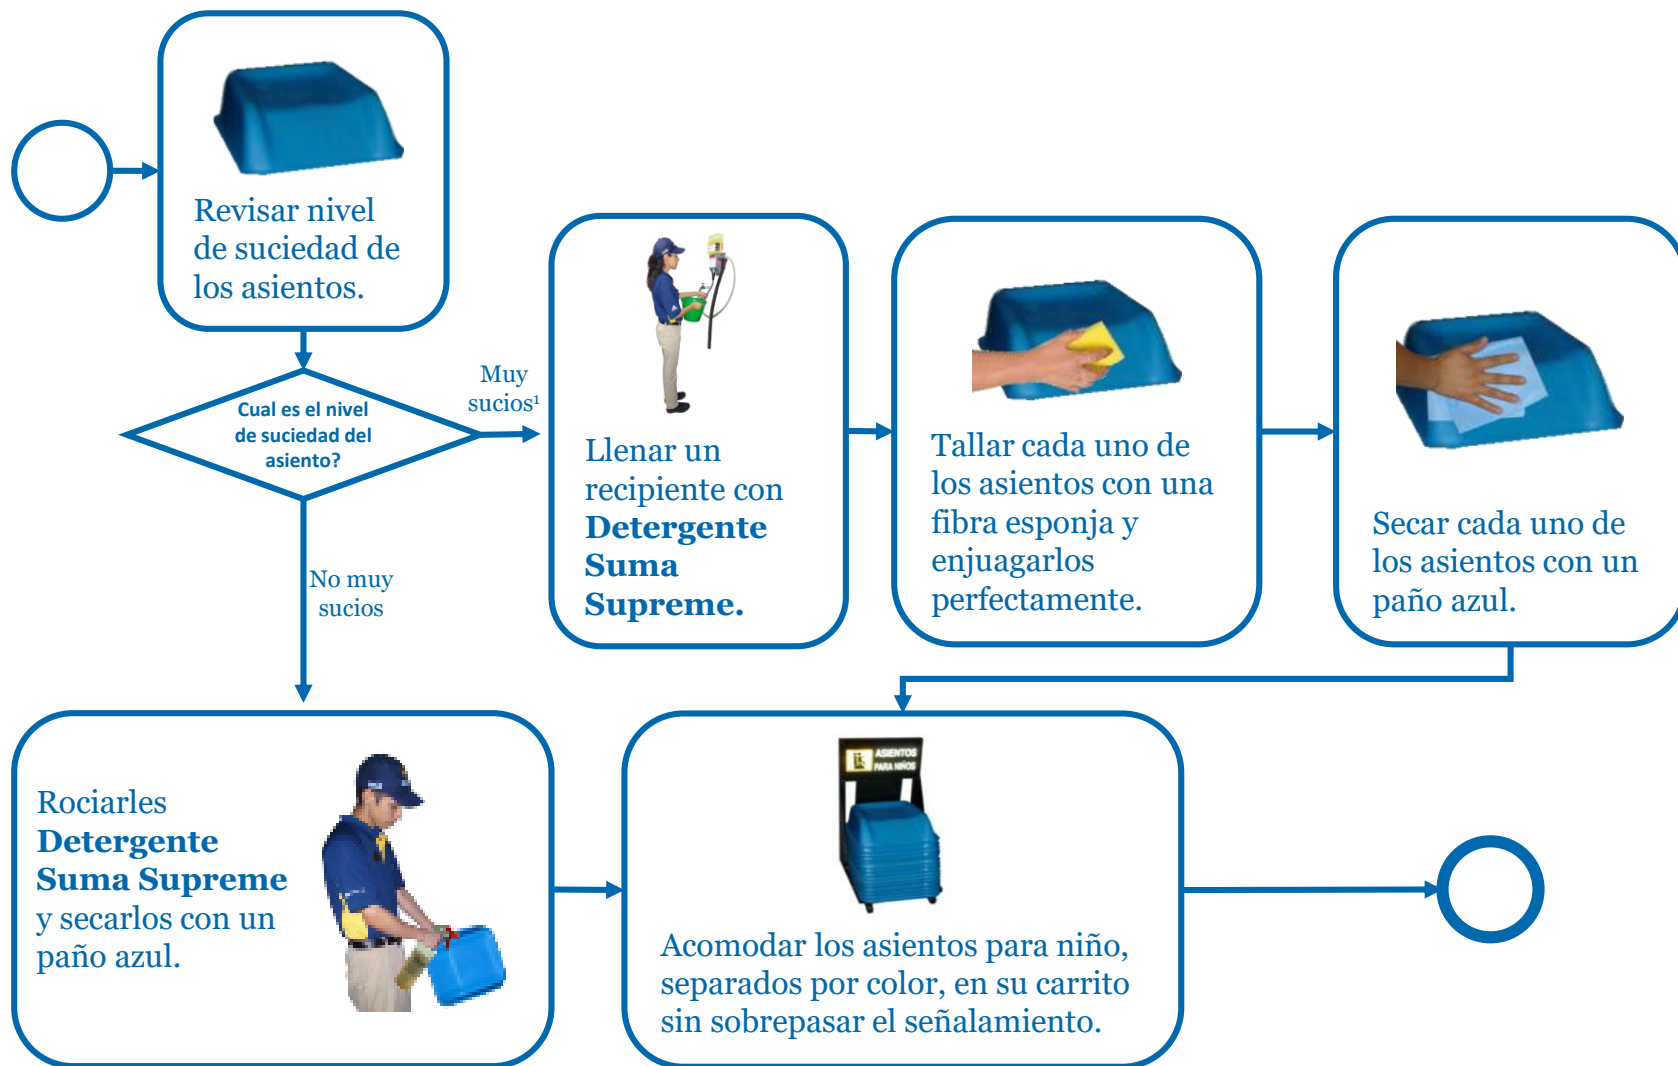 Revisar nivel
de suciedad de
los asientos.
Cual es el nivel
de suciedad del
asiento?
Muy
sucios¹
No muy
sucios
Llenar un
recipiente con
Detergente
Suma
Supreme.
Tallar cada uno de
los asientos con una
fibra esponja y
enjuagarlos
perfectamente.
Secar cada uno de
los asientos con un
paño azul.
Rociarles
Detergente
Suma Supreme
y secarlos con un
paño azul.
ASIENTOS
PARA NIÑOS
Acomodar los asientos para niño,
separados por color, en su carrito
sin sobrepasar el señalamiento.